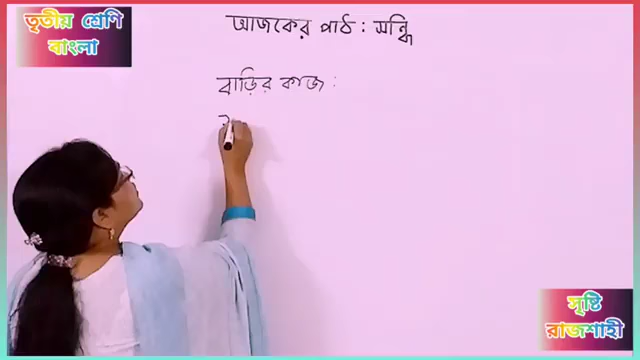 তৃতীয় শ্রেণি
বাংলা
আজকের পাঠ : সন্ধি
বাড়ির কাজ :
সৃষ্টি
রাজশাহী